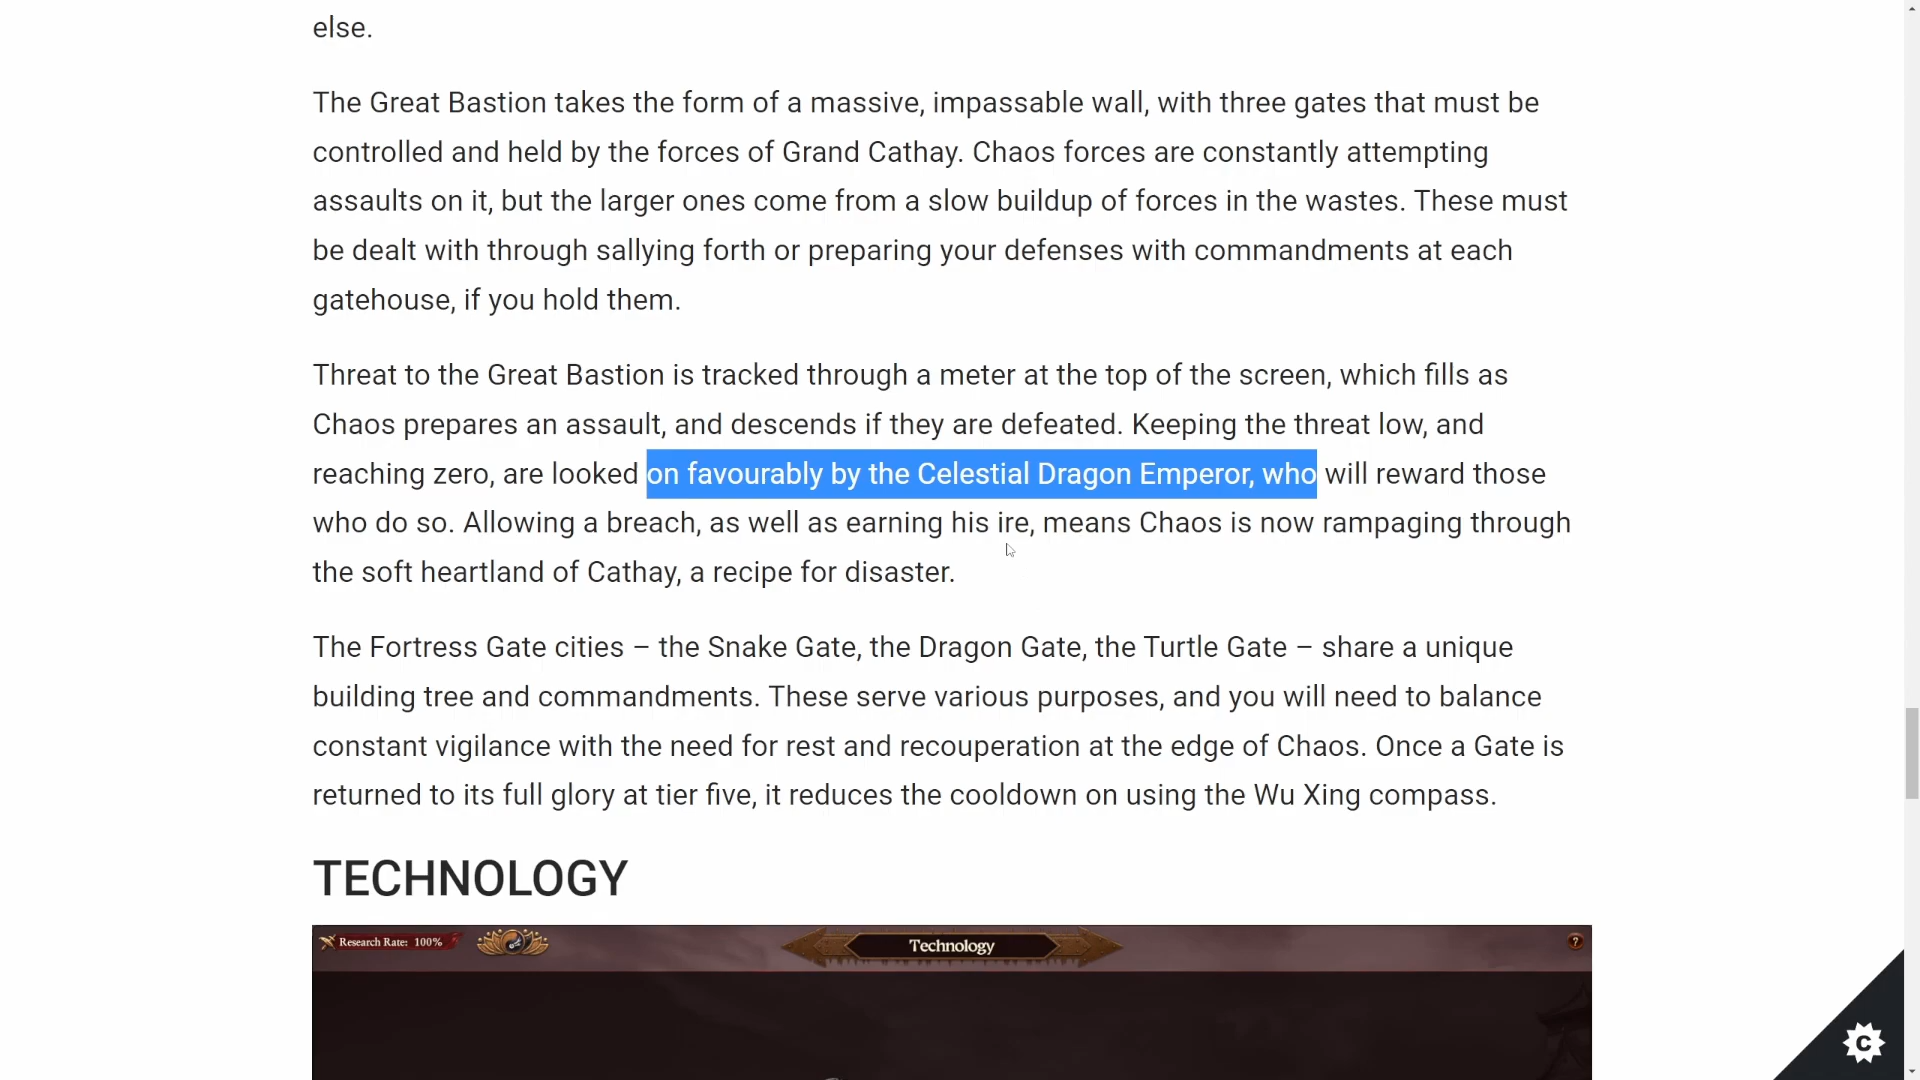 else.
The Great Bastion takes the form of a massive, impassable wall, with three gates that must be
controlled and held by the forces of Grand Cathay. Chaos forces are constantly attempting
assaults on it, but the larger ones come from a slow buildup of forces in the wastes. These must
be dealt with through sallying forth or preparing your defenses with commandments at each
gatehouse, if you hold them.
Threat to the Great Bastion is tracked through a meter at the top of the screen, which fills as
Chaos prepares an assault, and descends if they are defeated. Keeping the threat low, and
reaching zero, are looked on favourably by the Celestial Dragon Emperor, who will reward those
who do so. Allowing a breach, as well as earning his ire, means Chaos is now rampaging through
the soft heartland of Cathay, a recipe for disaster.
The Fortress Gate cities – the Snake Gate, the Dragon Gate, the Turtle Gate – share a unique
building tree and commandments. These serve various purposes, and you will need to balance
constant vigilance with the need for rest and recouperation at the edge of Chaos. Once a Gate is
returned to its full glory at tier five, it reduces the cooldown on using the Wu Xing compass.
TECHNOLOGY
Research Rate: 100%
Technology
?
C